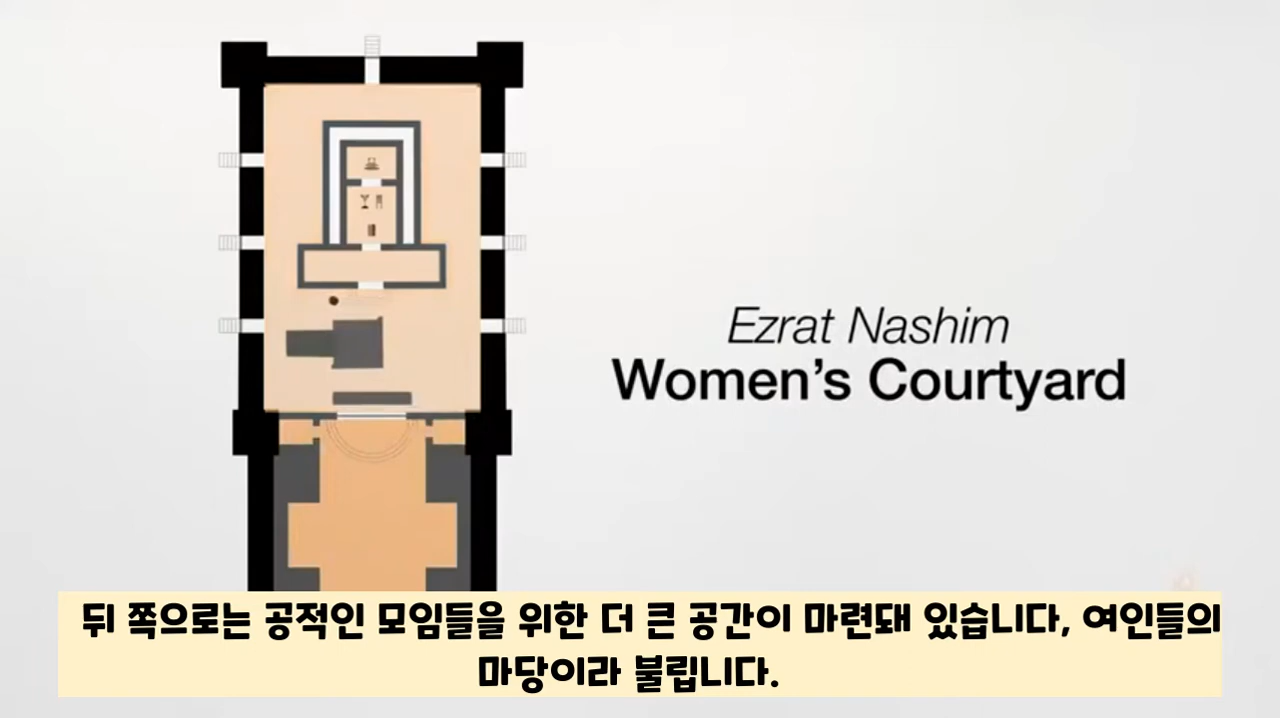 Ezrat Nashim
Women's Courtyard
뒤 쪽으로는 공적인 모임들을 위한 더 큰 공간이 마련돼 있습니다, 여인들의
마당이라 불립니다.